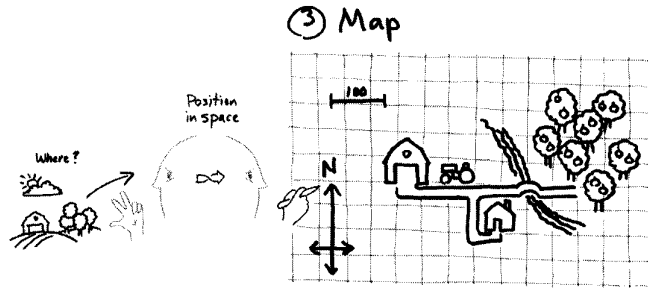 ③ Map
Position
in space
Where?
100
N